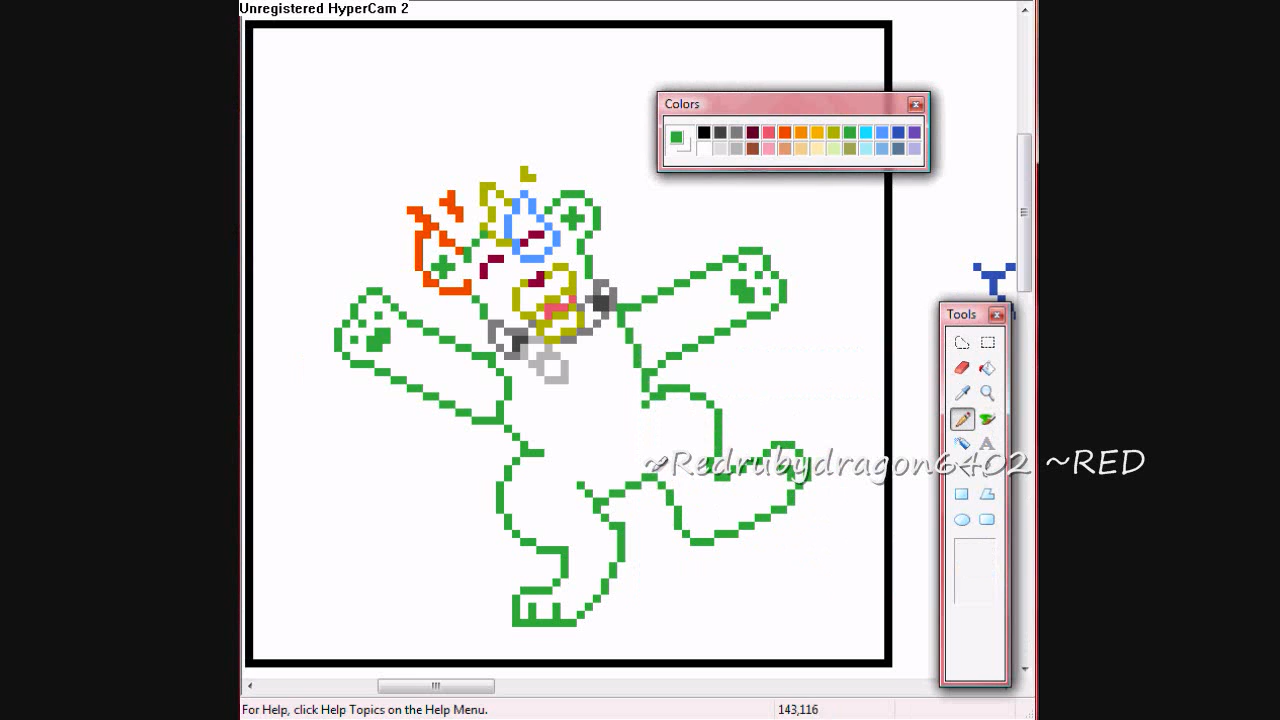 Unregistered HyperCam 2
Colors
Tools
~Redrubydragon6402 ~RED
For Help, click Help Topics on the Help Menu.
143,116